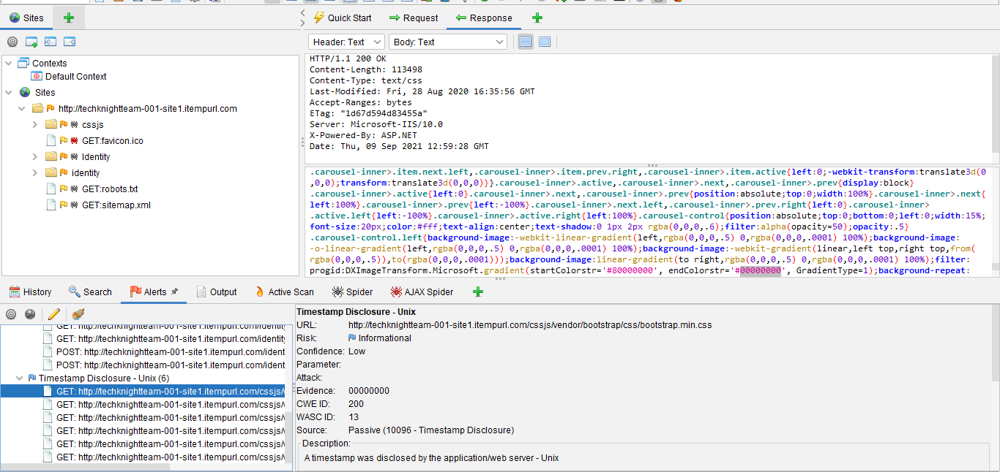 Sites
Quick Start
Request
Response
Header: Text
Body: Text
Contexts
Default Context
Sites
http://techknightteam-001-site1.itempurl.com
cssjs
GET:favicon.ico
Identity
identity
GET:robots.txt
GET:sitemap.xml
HTTP/1.1 200 OK
Content-Length: 113498
Content-Type: text/css
Last-Modified: Fri, 28 Aug 2020 16:35:56 GMT
Accept-Ranges: bytes
ETag: "1d67d594d83455a"
Server: Microsoft-IIS/10.0
X-Powered-By: ASP.NET
Date: Thu, 09 Sep 2021 12:59:28 GMT
.carousel-inner>.item.next.left,.carousel-inner>.item.prev.right,.carousel-inner>.item.active{left:0;-webkit-transform:translate3d(0
,0,0);transform:translate3d(0,0,0)}}.carousel-inner>.active,.carousel-inner>.next,.carousel-inner>.prev{display:block}
.carousel-inner>.active{left:0}.carousel-inner>.next,.carousel-inner>.prev{position:absolute;top:0;width:100%}.carousel-inner>.next{
left:100%}.carousel-inner>.prev{left:-100%}.carousel-inner>.next.left,.carousel-inner>.prev.right{left:0}.carousel-inner>
.active.left{left:-100%}.carousel-inner>.active.right{left:100%}.carousel-control{position:absolute;top:0;bottom:0;left:0;width:15%;
font-size:20px;color:#fff;text-align:center;text-shadow:0 1px 2px rgba(0,0,0,.6);filter:alpha(opacity=50);opacity:.5}
.carousel-control.left{background-image:-webkit-linear-gradient(left,rgba(0,0,0,.5) 0,rgba(0,0,0,.0001) 100%);background-image:
-o-linear-gradient(left,rgba(0,0,0,.5) 0,rgba(0,0,0,.0001) 100%);background-image:-webkit-gradient(linear,left top,right top,from(
rgba(0,0,0,.5)),to(rgba(0,0,0,.0001)));background-image:linear-gradient(to right,rgba(0,0,0,.5) 0,rgba(0,0,0,.0001) 100%);filter:
progid:DXImageTransform.Microsoft.gradient(startColorstr='#80000000', endColorstr='#00000000', GradientType=1);background-repeat:
History
Search
Alerts
Output
Active Scan
Spider
AJAX Spider
GET: http://techknightteam-001-site1.itempurl.com/identity
GET: http://techknightteam-001-site1.itempurl.com/identity
POST: http://techknightteam-001-site1.itempurl.com/ident
POST: http://techknightteam-001-site1.itempurl.com/ident
Timestamp Disclosure - Unix (6)
GET: http://techknightteam-001-site1.itempurl.com/cssjs/
GET: http://techknightteam-001-site1.itempurl.com/cssjs/
GET: http://techknightteam-001-site1.itempurl.com/cssjs/
GET: http://techknightteam-001-site1.itempurl.com/cssjs/
GET: http://techknightteam-001-site1.itempurl.com/cssjs/
GET: http://techknightteam-001-site1.itempurl.com/cssjs/
Timestamp Disclosure - Unix
URL: http://techknightteam-001-site1.itempurl.com/cssjs/vendor/bootstrap/css/bootstrap.min.css
Risk: Informational
Confidence: Low
Parameter:
Attack:
Evidence: 00000000
CWE ID: 200
WASC ID: 13
Source: Passive (10096 - Timestamp Disclosure)
Description:
A timestamp was disclosed by the application/web server - Unix